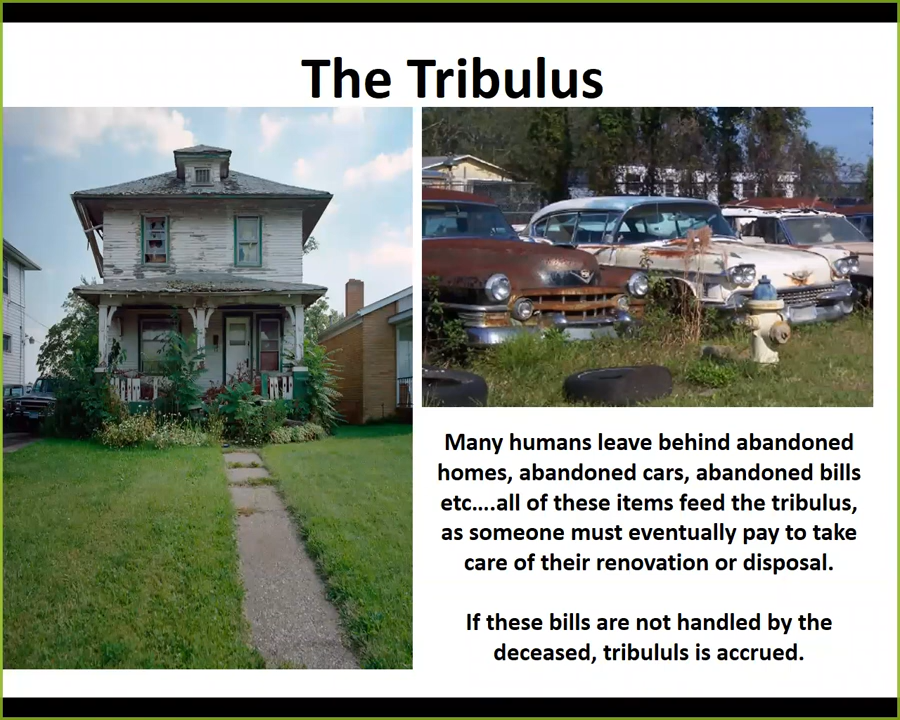 The Tribulus
Many humans leave behind abandoned
homes, abandoned cars, abandoned bills
etc....all of these items feed the tribulus,
as someone must eventually pay to take
care of their renovation or disposal.
If these bills are not handled by the
deceased, tribululs is accrued.